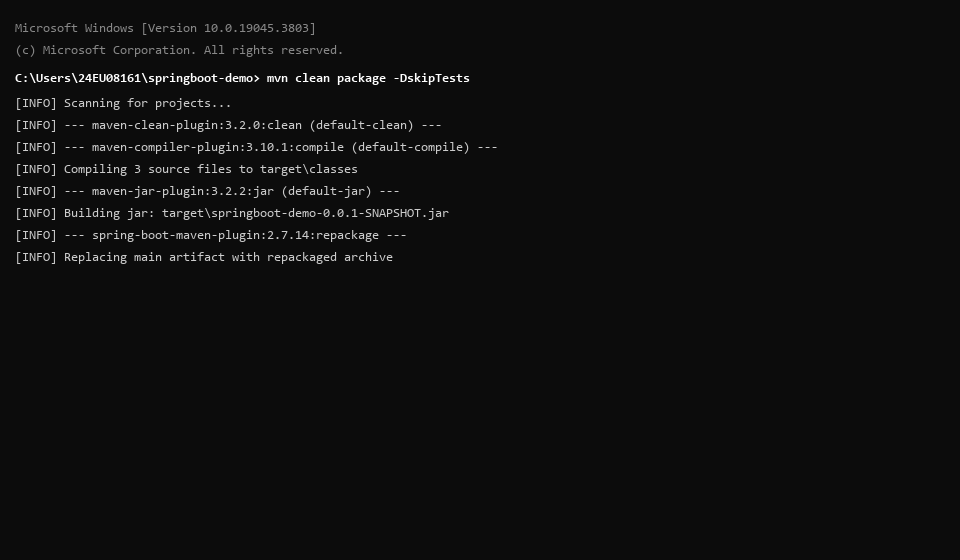 Microsoft Windows [Version 10.0.19045.3803]
(c) Microsoft Corporation. All rights reserved.
C:\Users\24EU08161\springboot-demo> mvn clean package -DskipTests
[INFO] Scanning for projects...
[INFO] --- maven-clean-plugin:3.2.0:clean (default-clean) ---
[INFO] --- maven-compiler-plugin:3.10.1:compile (default-compile) ---
[INFO] Compiling 3 source files to target\classes
[INFO] --- maven-jar-plugin:3.2.2:jar (default-jar) ---
[INFO] Building jar: target\springboot-demo-0.0.1-SNAPSHOT.jar
[INFO] --- spring-boot-maven-plugin:2.7.14:repackage ---
[INFO] Replacing main artifact with repackaged archive